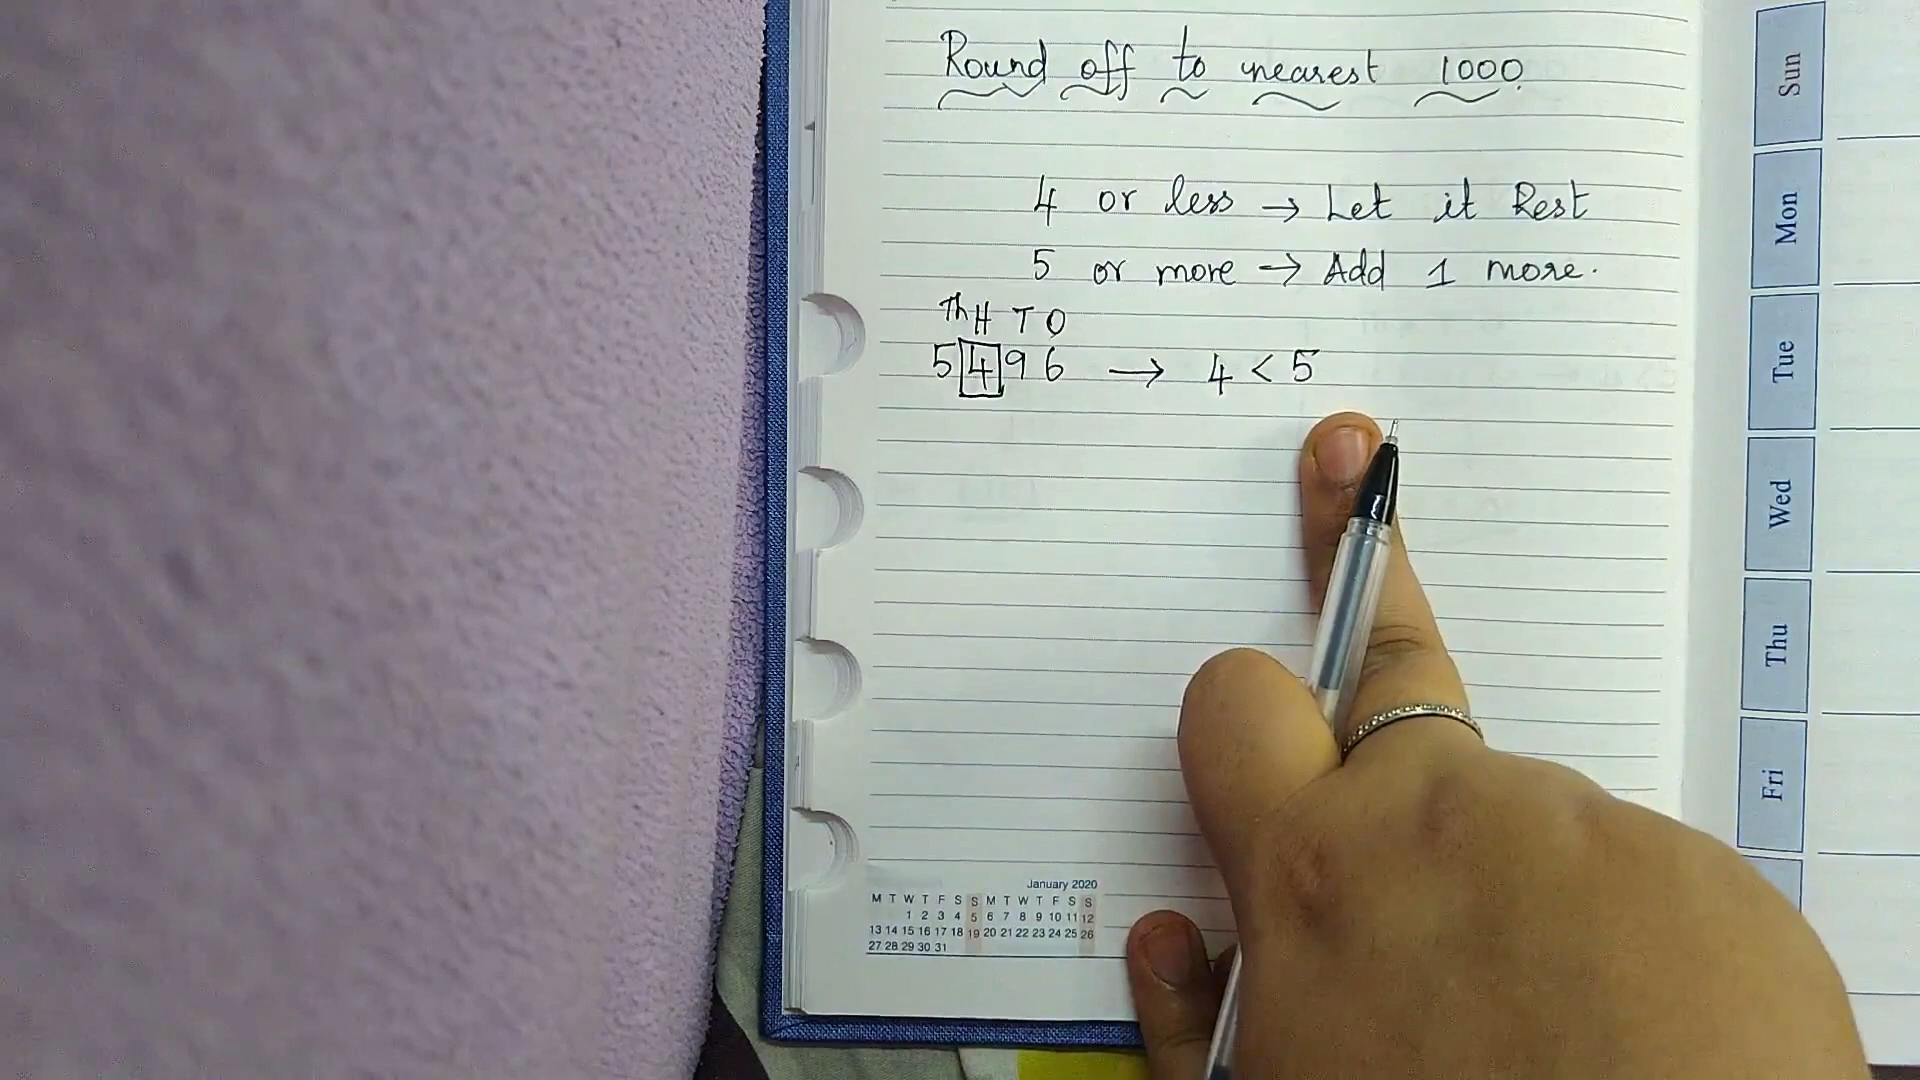 Round off to nearest 1000.
4 or less → Let it Rest
5 or more → Add 1 more.
Th H T O
5 4 9 6 → 4 < 5
January 2020
M T W T F S S M T W T F S S
1 2 3 4 5 6 7 8 9 10 11 12
13 14 15 16 17 18 19 20 21 22 23 24 25 26
27 28 29 30 31
Sun
Mon
Tue
Wed
Thu
Fri